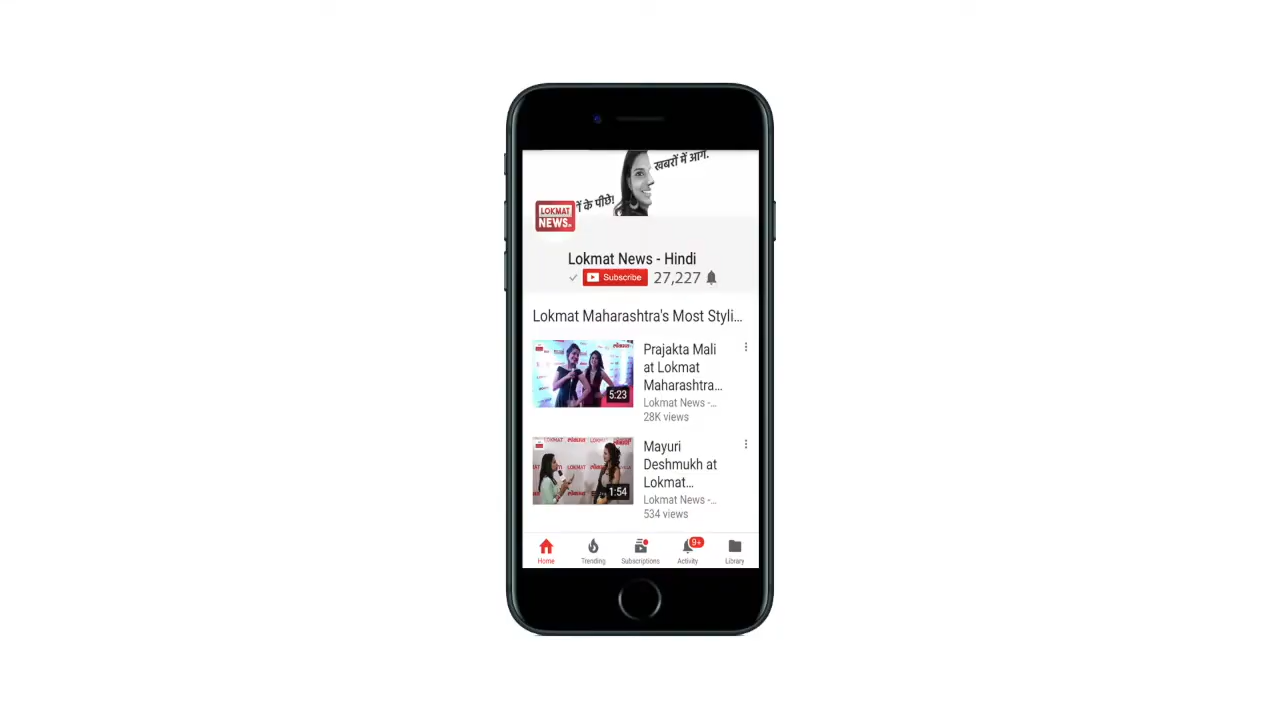 खबरों में आग.
के पीछे!
LOKMAT
NEWS
Lokmat News - Hindi
Subscribe 27,227
Lokmat Maharashtra's Most Styli...
Prajakta Mali
at Lokmat
Maharashtra...
Lokmat News -...
28K views
5:23
Mayuri
Deshmukh at
Lokmat...
Lokmat News -...
534 views
LOKMAT
1:54
9+
Home Trending Subscriptions Activity Library